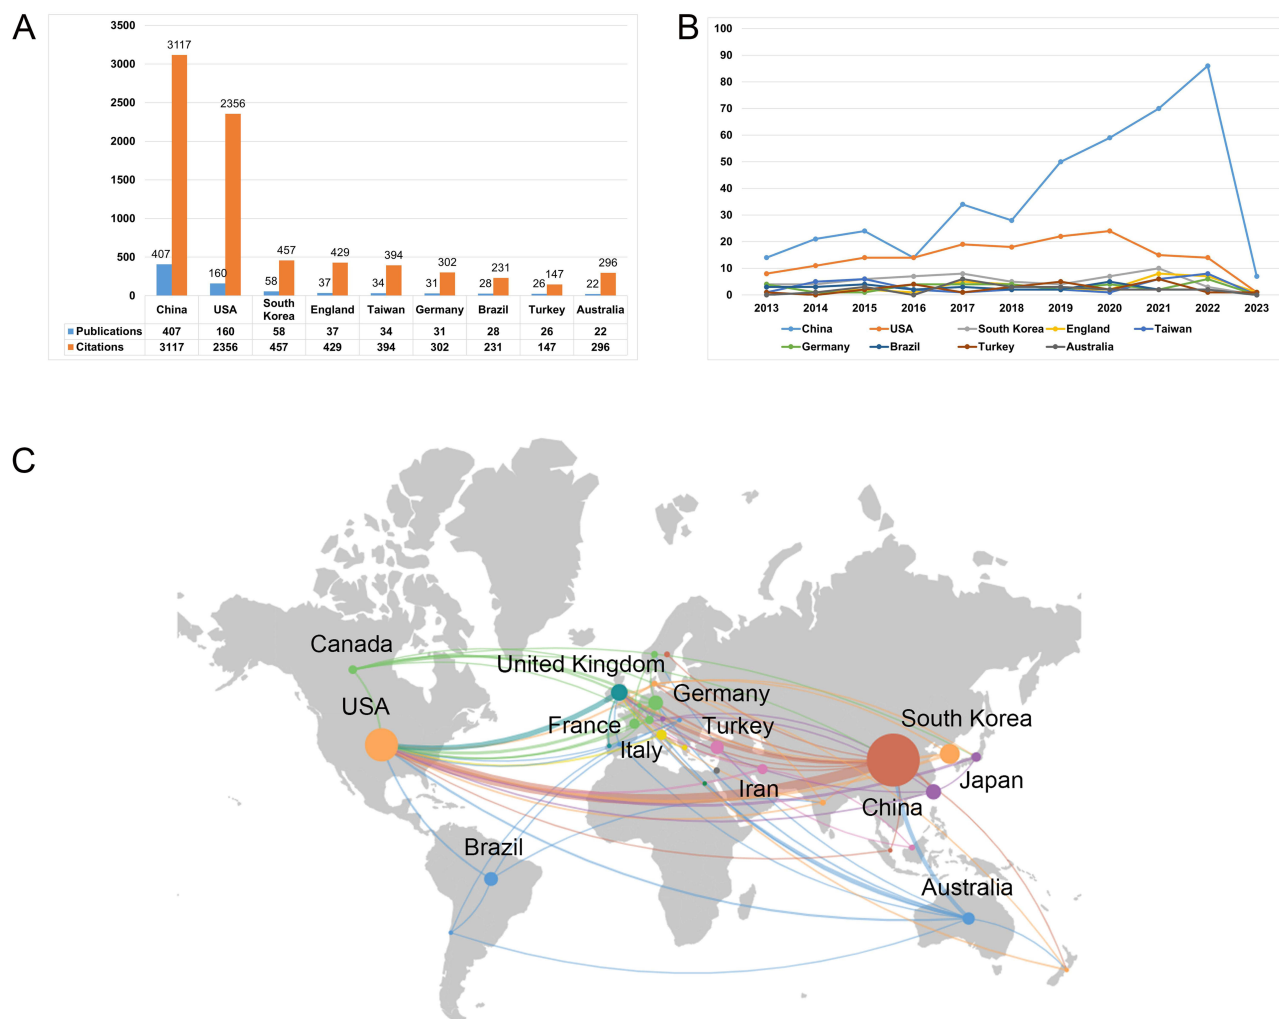 A
3500
3000
2500
2000
1500
1000
500
0
3117
2356
407
160
58
457
37
429
34
394
31
302
28
231
26
147
22
296
China USA South Korea England Taiwan Germany Brazil Turkey Australia
Publications 407 160 58 37 34 31 28 26 22
Citations 3117 2356 457 429 394 302 231 147 296
B
100
90
80
70
60
50
40
30
20
10
0
2013 2014 2015 2016 2017 2018 2019 2020 2021 2022 2023
China USA South Korea England Taiwan
Germany Brazil Turkey Australia
C
Canada
United Kingdom
Germany
USA
France
Turkey
South Korea
Italy
Iran
Japan
China
Brazil
Australia